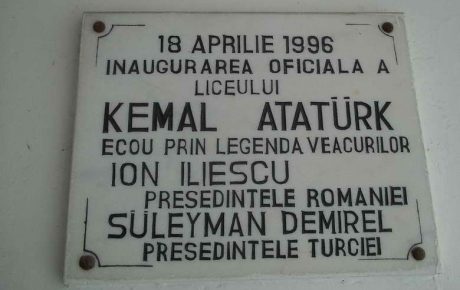 18 APRILIE 1996
INAUGURAREA OFICIALA A
LICEULUI
KEMAL ATATÜRK
ECOU PRIN LEGENDA VEACURILOR
ION ILIESCU
PRESEDINTELE ROMANIEI
SÜLEYMAN DEMIREL
PRESEDINTELE TURCIEI